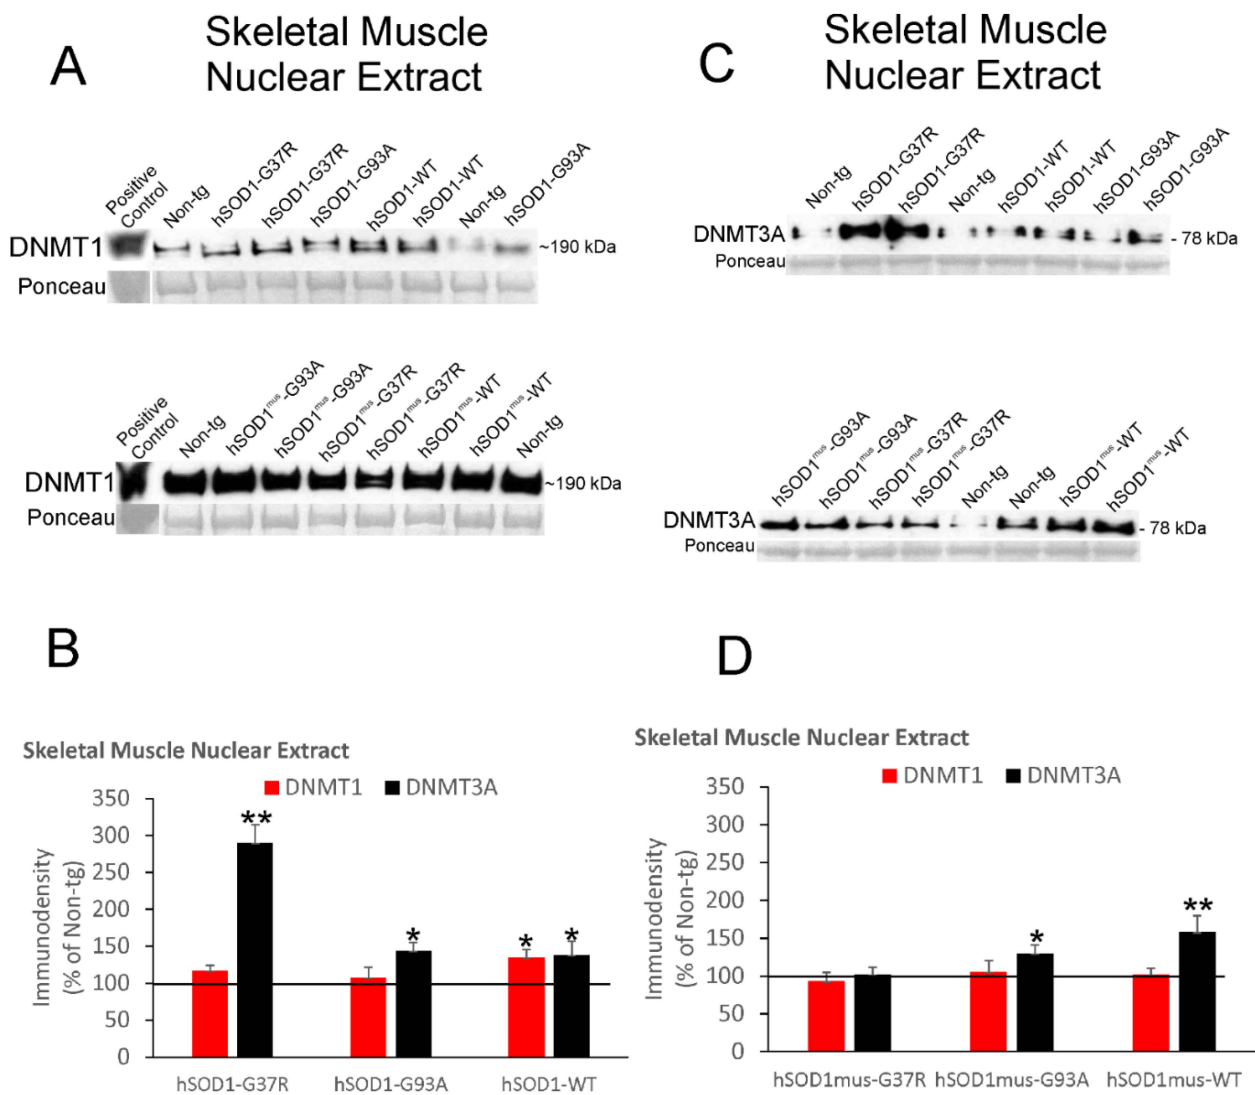 A
Skeletal Muscle
Nuclear Extract
Positive
Control
Non-tg
hSOD1-G37R
hSOD1-G37R
hSOD1-G93A
hSOD1-WT
hSOD1-WT
Non-tg
hSOD1-G93A
DNMT1
~190 kDa
Ponceau
Positive
Control
Non-tg
hSOD1mus-G93A
hSOD1mus-G93A
hSOD1mus-G37R
hSOD1mus-G37R
hSOD1mus-WT
hSOD1mus-WT
Non-tg
DNMT1
~190 kDa
Ponceau
C
Skeletal Muscle
Nuclear Extract
Non-tg
hSOD1-G37R
hSOD1-G37R
Non-tg
hSOD1-WT
hSOD1-WT
hSOD1-G93A
hSOD1-G93A
DNMT3A
- 78 kDa
Ponceau
hSOD1mus-G93A
hSOD1mus-G93A
hSOD1mus-G37R
hSOD1mus-G37R
Non-tg
Non-tg
hSOD1mus-WT
hSOD1mus-WT
DNMT3A
- 78 kDa
Ponceau
B
Skeletal Muscle Nuclear Extract
DNMT1 DNMT3A
Immunodensity
(% of Non-tg)
350
300
250
200
150
100
50
0
**
*
*
*
hSOD1-G37R hSOD1-G93A hSOD1-WT
D
Skeletal Muscle Nuclear Extract
DNMT1 DNMT3A
Immunodensity
(% of Non-tg)
350
300
250
200
150
100
50
0
*
**
hSOD1mus-G37R hSOD1mus-G93A hSOD1mus-WT